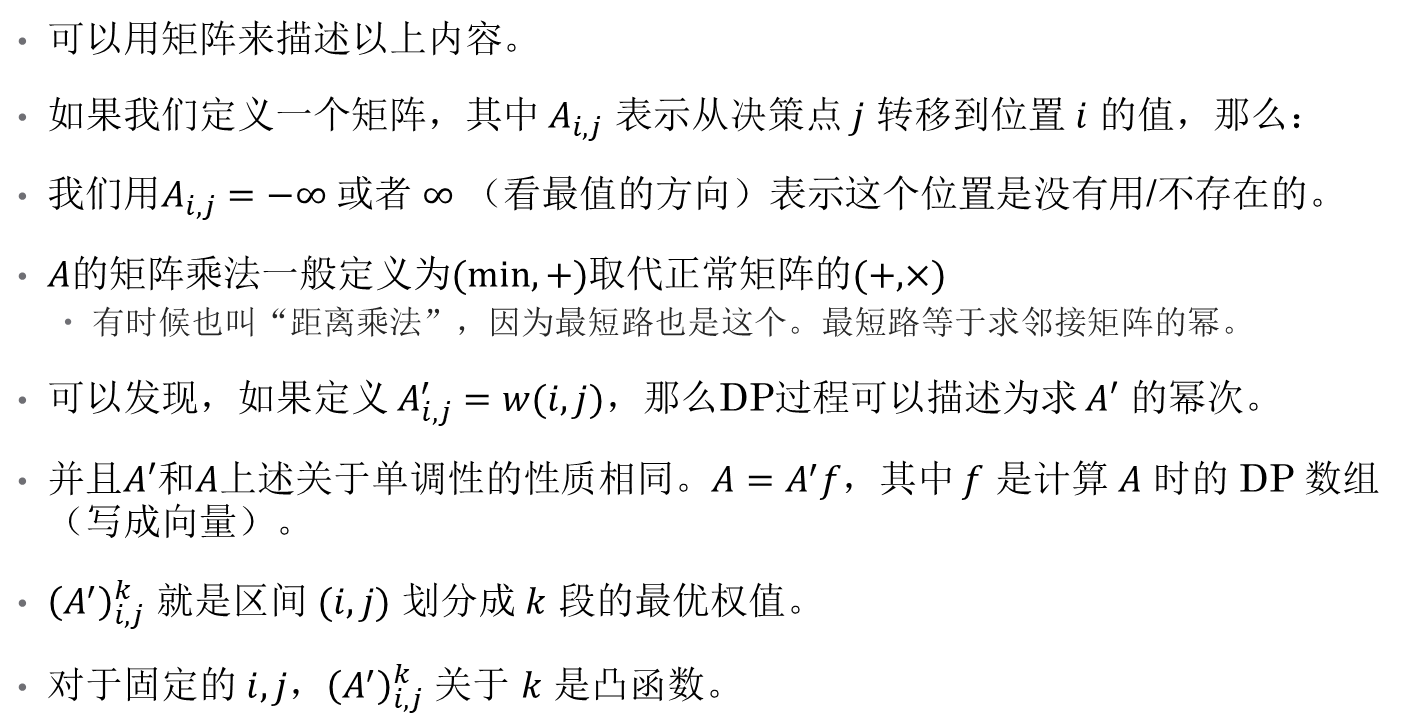 • 可以用矩阵来描述以上内容。
• 如果我们定义一个矩阵，其中 $A_{i,j}$ 表示从决策点 $j$ 转移到位置 $i$ 的值，那么：
• 我们用$A_{i,j} = -\infty$ 或者 $\infty$ （看最值的方向）表示这个位置是没有用/不存在的。
• $A$的矩阵乘法一般定义为$(\min, +)$取代正常矩阵的$(+,\times)$
• 有时候也叫“距离乘法”，因为最短路也是这个。最短路等于求邻接矩阵的幂。
• 可以发现，如果定义 $A'_{i,j} = w(i,j)$，那么DP过程可以描述为求 $A'$ 的幂次。
• 并且$A'$和$A$上述关于单调性的性质相同。$A = A'f$，其中 $f$ 是计算 $A$ 时的 DP 数组
（写成向量）。
• $(A')^k_{i,j}$ 就是区间 $(i,j)$ 划分成 $k$ 段的最优权值。
• 对于固定的 $i,j$，$(A')^k_{i,j}$ 关于 $k$ 是凸函数。